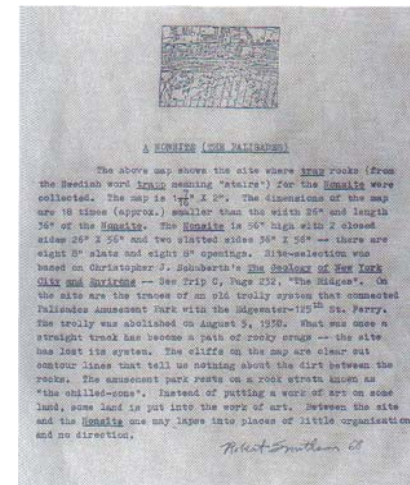 A NONSITE (THE PALISADES)
The above map shows the site where trap rocks (from
the Swedish word trapp meaning "stairs") for the Nonsite were
collected. The map is 1 7/16" X 2". The dimensions of the map
are 18 times (approx.) smaller than the width 26" and length
36" of the Nonsite. The Nonsite is 56" high with 2 closed
sides 26" X 56" and two slatted sides 36" X 56" -- there are
eight 8" slats and eight 8" openings. Site-selection was
based on Christopher J. Schuberth's The Geology of New York
City and Environs -- See Trip C, Page 232, "The Ridges". On
the site are the traces of an old trolly system that connected
Palisades Amusement Park with the Edgewater-125th St. Ferry.
The trolly was abolished on August 5, 1938. What was once a
straight track has become a path of rocky crags -- the site
has lost its system. The cliffs on the map are clear cut
contour lines that tell us nothing about the dirt between the
rocks. The amusement park rests on a rock strata known as
"the chilled-zone". Instead of putting a work of art on some
land, some land is put into the work of art. Between the site
and the Nonsite one may lapse into places of little organization
and no direction.
Robert Smithson 68